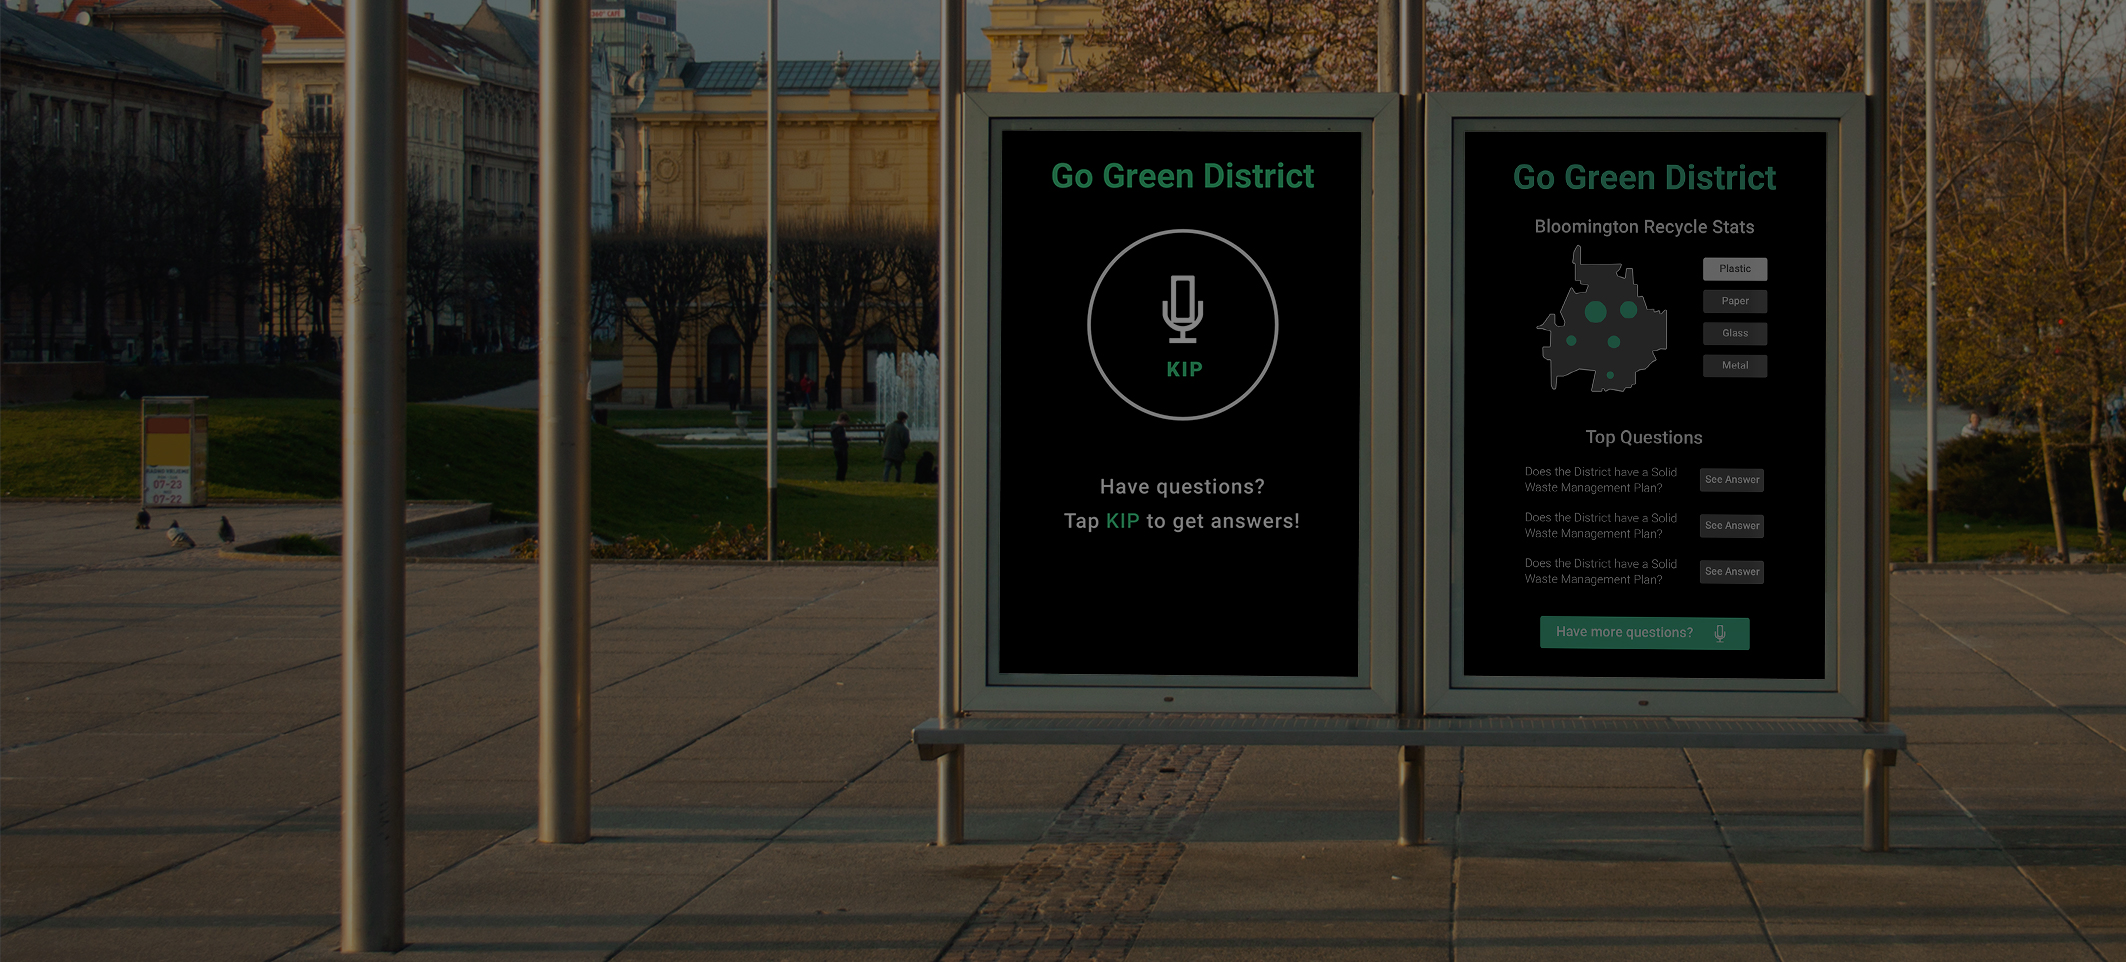 360° CAFÉ
07-23
07-22
Go Green District
KIP
Have questions?
Tap KIP to get answers!
Go Green District
Bloomington Recycle Stats
Plastic
Paper
Glass
Metal
Top Questions
Does the District have a Solid
Waste Management Plan?
See Answer
Does the District have a Solid
Waste Management Plan?
See Answer
Does the District have a Solid
Waste Management Plan?
See Answer
Have more questions?